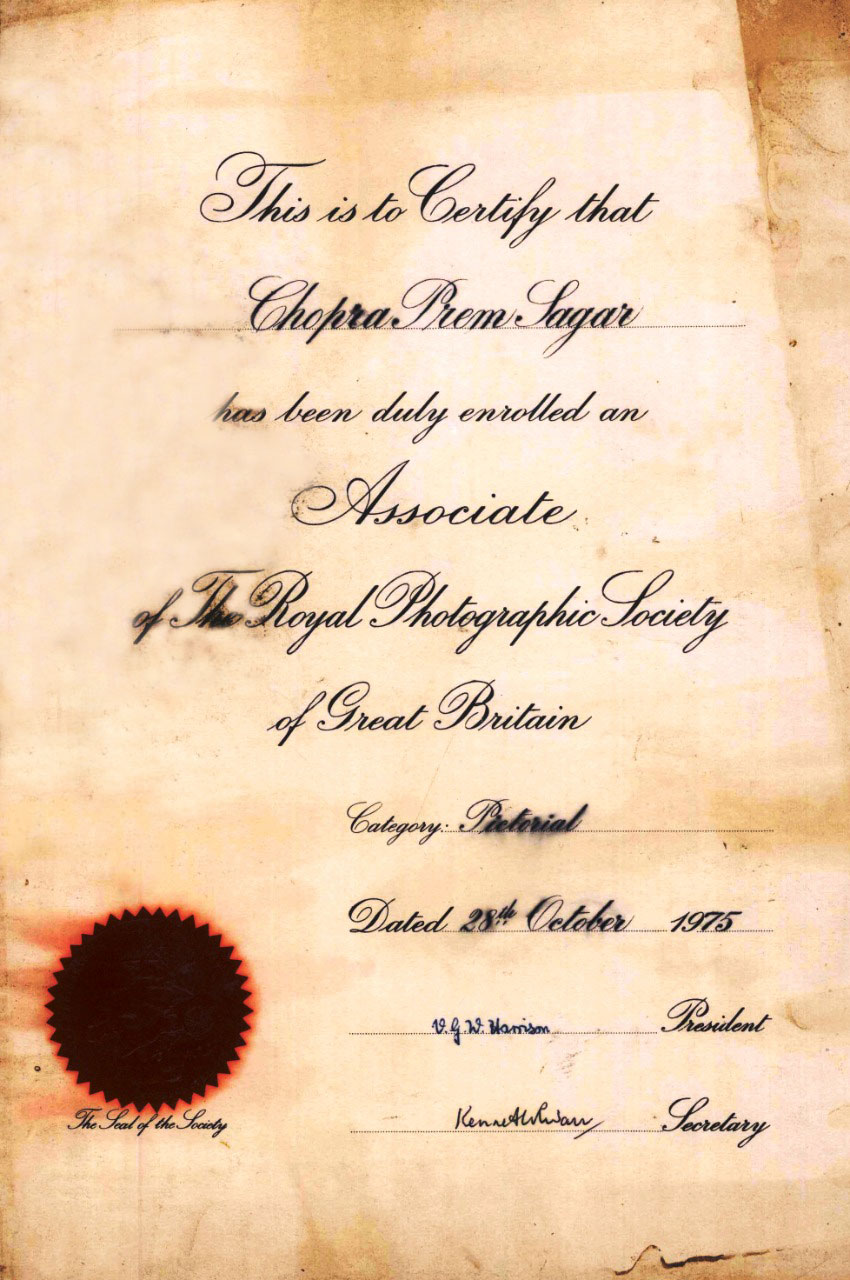 This is to Certify that
Chopra Prem Sagar
has been duly enrolled an
Associate
of The Royal Photographic Society
of Great Britain
Category: Pictorial
Dated 28th October 1975
V. G. W. Harrison President
Secretary
The Seal of the Society